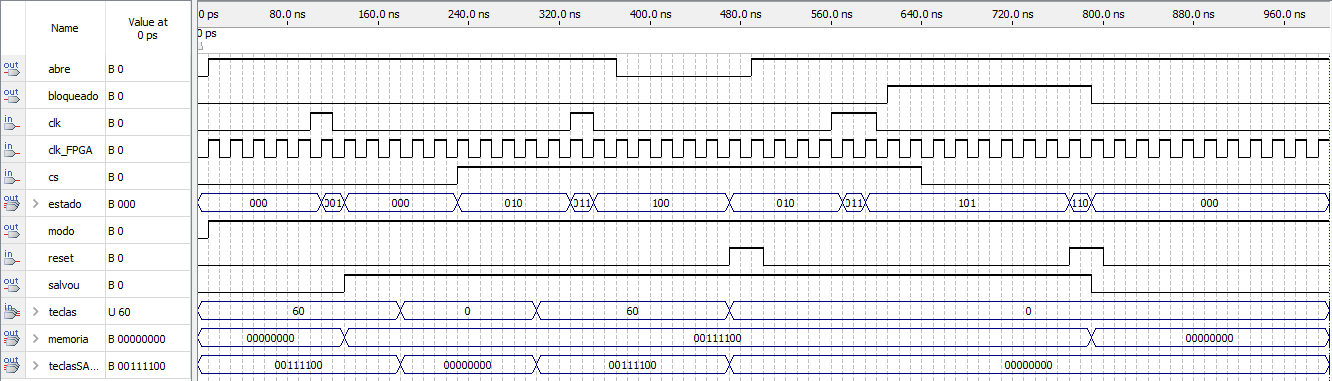 Name Value at 0 ps
0 ps 80.0 ns 160.0 ns 240.0 ns 320.0 ns 400.0 ns 480.0 ns 560.0 ns 640.0 ns 720.0 ns 800.0 ns 880.0 ns 960.0 ns
0 ps
out abre B 0
out bloqueado B 0
in clk B 0
in clk_FPGA B 0
in cs B 0
out estado B 000 000 001 000 010 011 100 010 011 101 110 000
out modo B 0
in reset B 0
out salvou B 0
in teclas U 60 60 0 60 0
out memoria B 00000000 00000000 00111100 00000000
out teclasSA... B 00111100 00111100 00000000 00111100 00000000